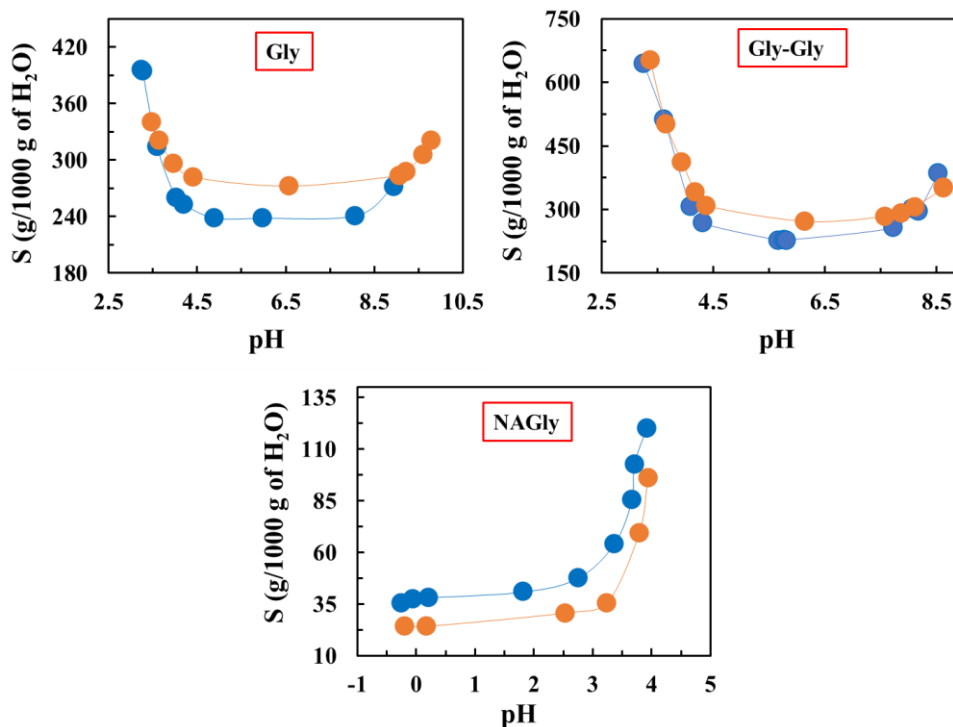 Gly
S (g/1000 g of H₂O)
420
360
300
240
180
2.5 4.5 6.5 8.5 10.5
pH
Gly-Gly
S (g/1000 g of H₂O)
750
600
450
300
150
2.5 4.5 6.5 8.5
pH
NAGly
S (g/1000 g of H₂O)
135
110
85
60
35
10
-1 0 1 2 3 4 5
pH